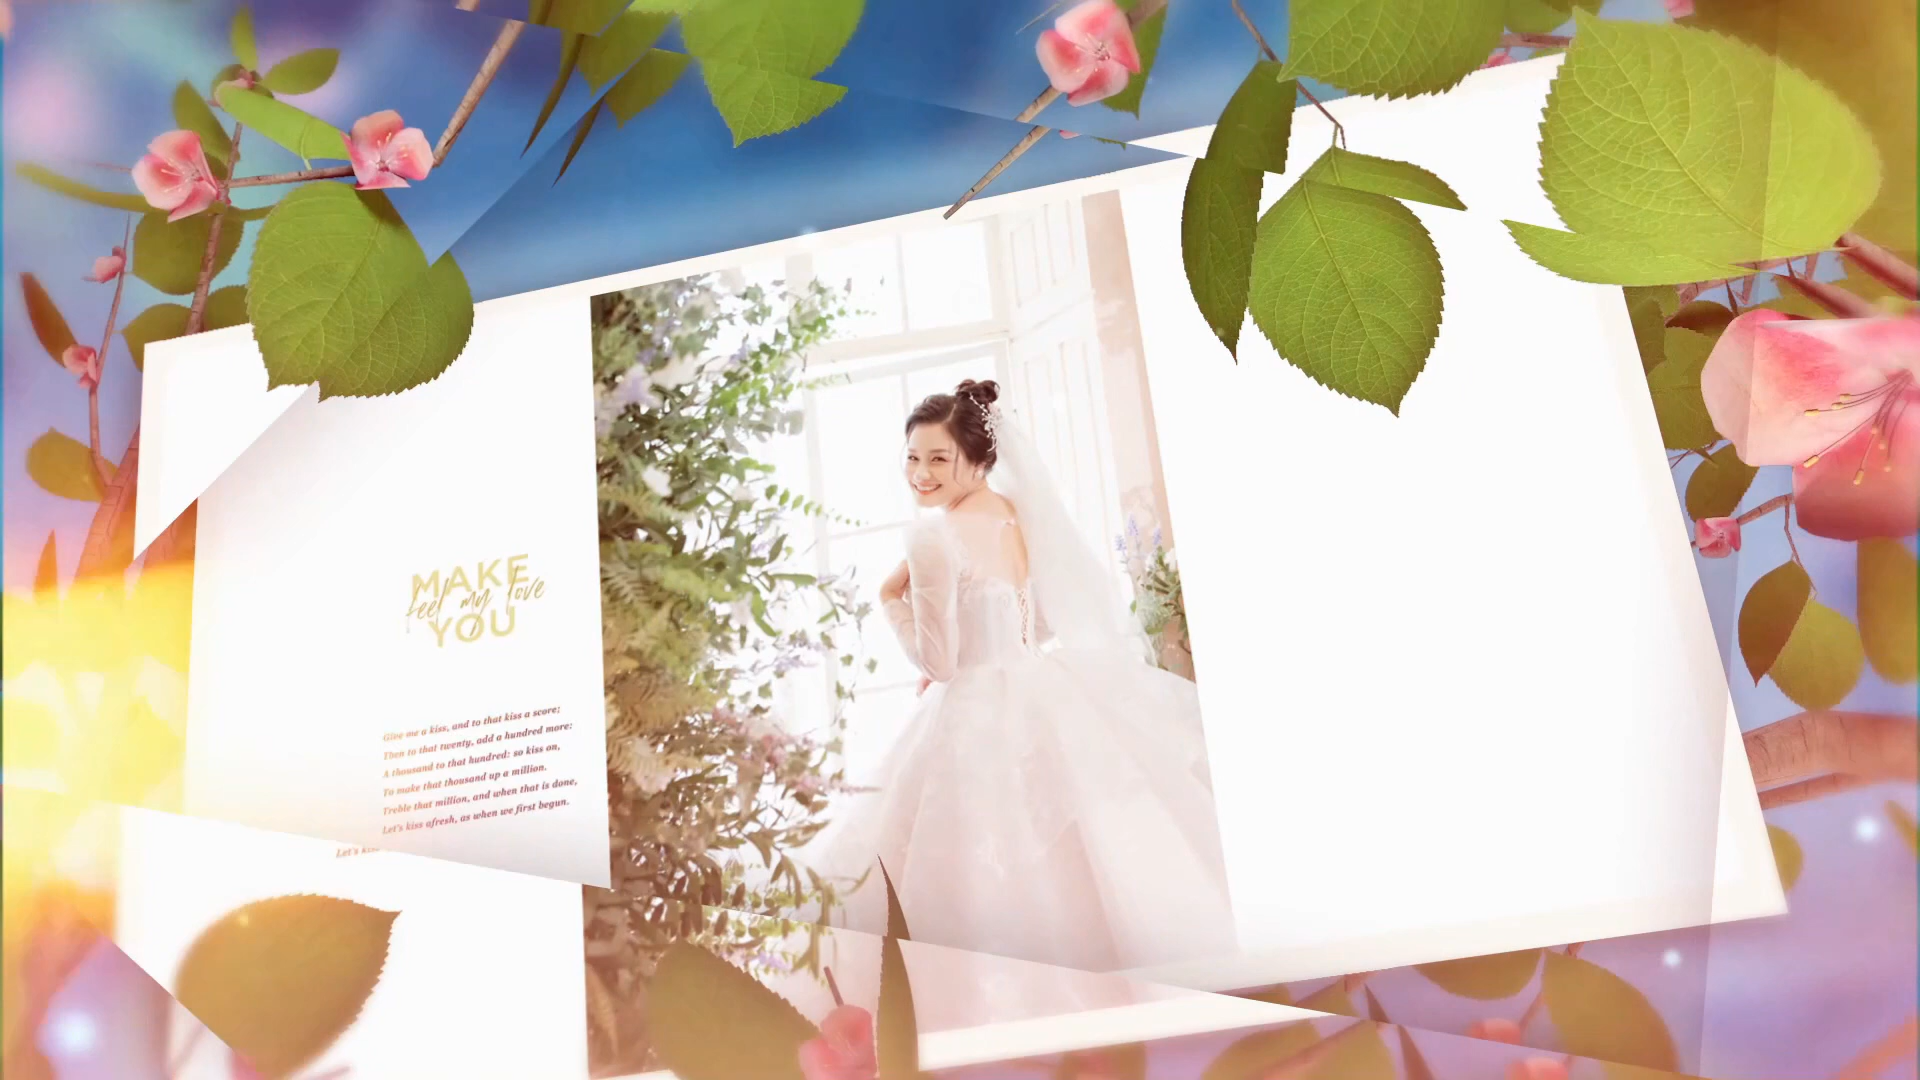 MAKE
feel my love
YOU
Give me a kiss, and to that kiss a score;
Then to that twenty, add a hundred more:
A thousand to that hundred: so kiss on,
To make that thousand up a million.
Treble that million, and when that is done,
Let's kiss afresh, as when we first begun.
Let's kiss